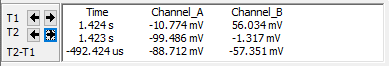 Time Channel_A Channel_B
T1 1.424 s -10.774 mV 56.034 mV
T2 1.423 s -99.486 mV -1.317 mV
T2-T1 -492.424 us -88.712 mV -57.351 mV